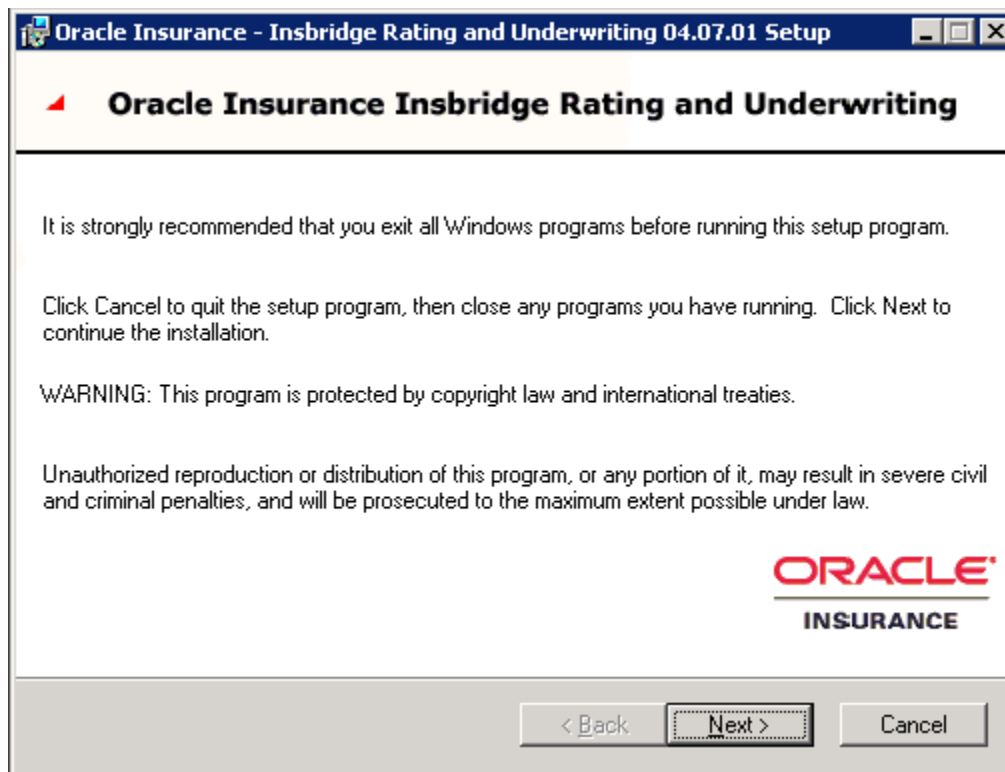 Oracle Insurance - Insbridge Rating and Underwriting 04.07.01 Setup
Oracle Insurance Insbridge Rating and Underwriting
It is strongly recommended that you exit all Windows programs before running this setup program.
Click Cancel to quit the setup program, then close any programs you have running.  Click Next to
continue the installation.
WARNING: This program is protected by copyright law and international treaties.
Unauthorized reproduction or distribution of this program, or any portion of it, may result in severe civil
and criminal penalties, and will be prosecuted to the maximum extent possible under law.
ORACLE
INSURANCE
< Back Next > Cancel